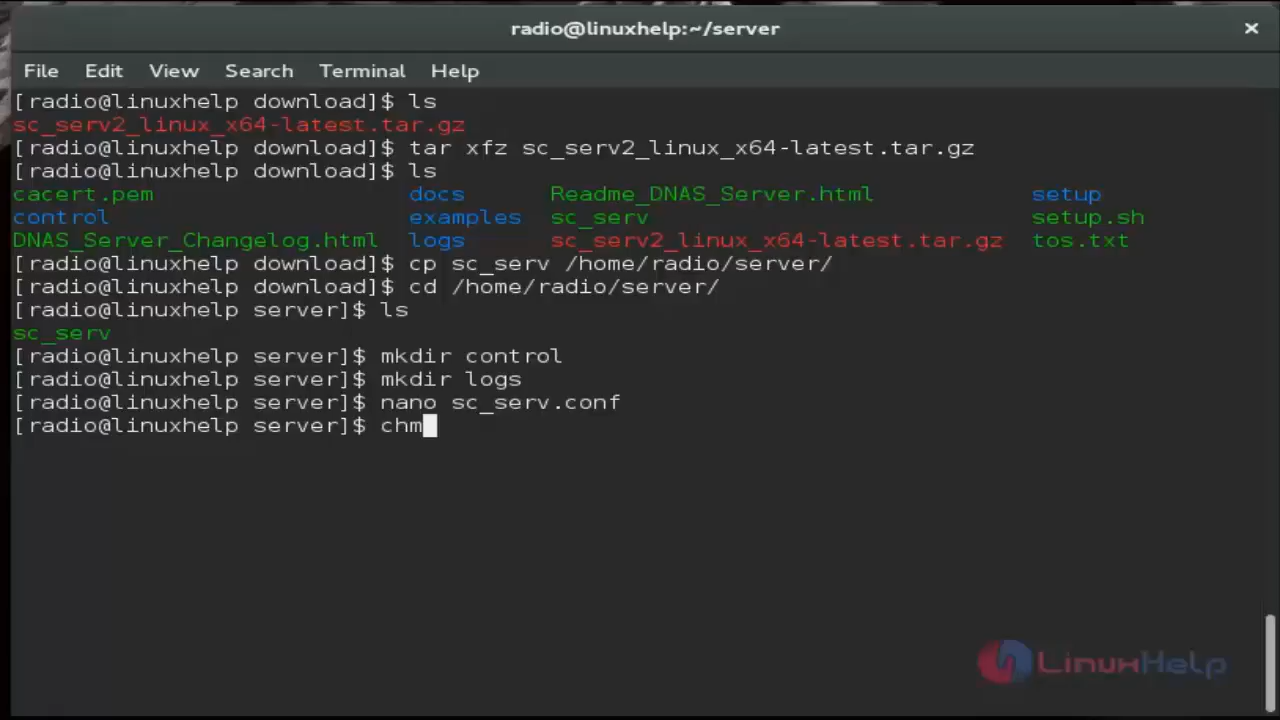 radio@linuxhelp:~/server ×
File Edit View Search Terminal Help
[radio@linuxhelp download]$ ls
sc_serv2_linux_x64-latest.tar.gz
[radio@linuxhelp download]$ tar xfz sc_serv2_linux_x64-latest.tar.gz
[radio@linuxhelp download]$ ls
cacert.pem docs Readme_DNAS_Server.html setup
control examples sc_serv setup.sh
DNAS_Server_Changelog.html logs sc_serv2_linux_x64-latest.tar.gz tos.txt
[radio@linuxhelp download]$ cp sc_serv /home/radio/server/
[radio@linuxhelp download]$ cd /home/radio/server/
[radio@linuxhelp server]$ ls
sc_serv
[radio@linuxhelp server]$ mkdir control
[radio@linuxhelp server]$ mkdir logs
[radio@linuxhelp server]$ nano sc_serv.conf
[radio@linuxhelp server]$ chm
LinuxHelp